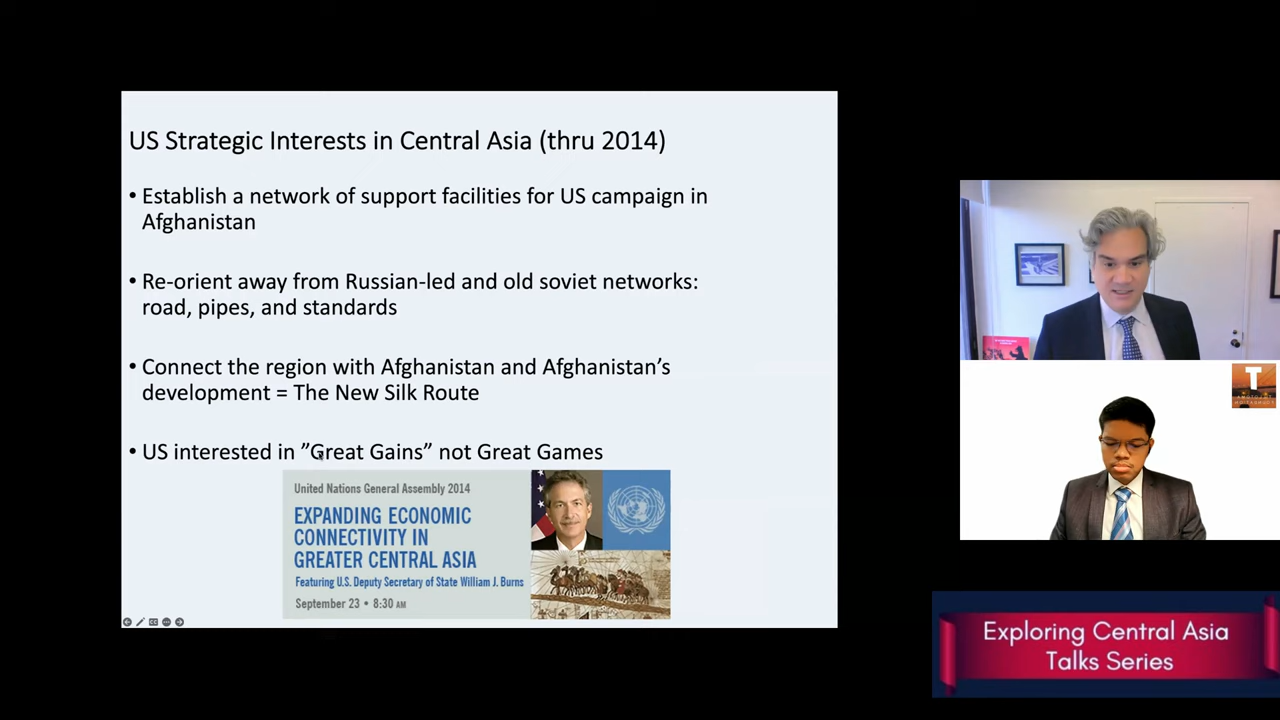 US Strategic Interests in Central Asia (thru 2014)
• Establish a network of support facilities for US campaign in
Afghanistan
• Re-orient away from Russian-led and old soviet networks:
road, pipes, and standards
• Connect the region with Afghanistan and Afghanistan’s
development = The New Silk Route
• US interested in ”Great Gains” not Great Games
United Nations General Assembly 2014
EXPANDING ECONOMIC
CONNECTIVITY IN
GREATER CENTRAL ASIA
Featuring U.S. Deputy Secretary of State William J. Burns
September 23 • 8:30 AM
T
Exploring Central Asia
Talks Series